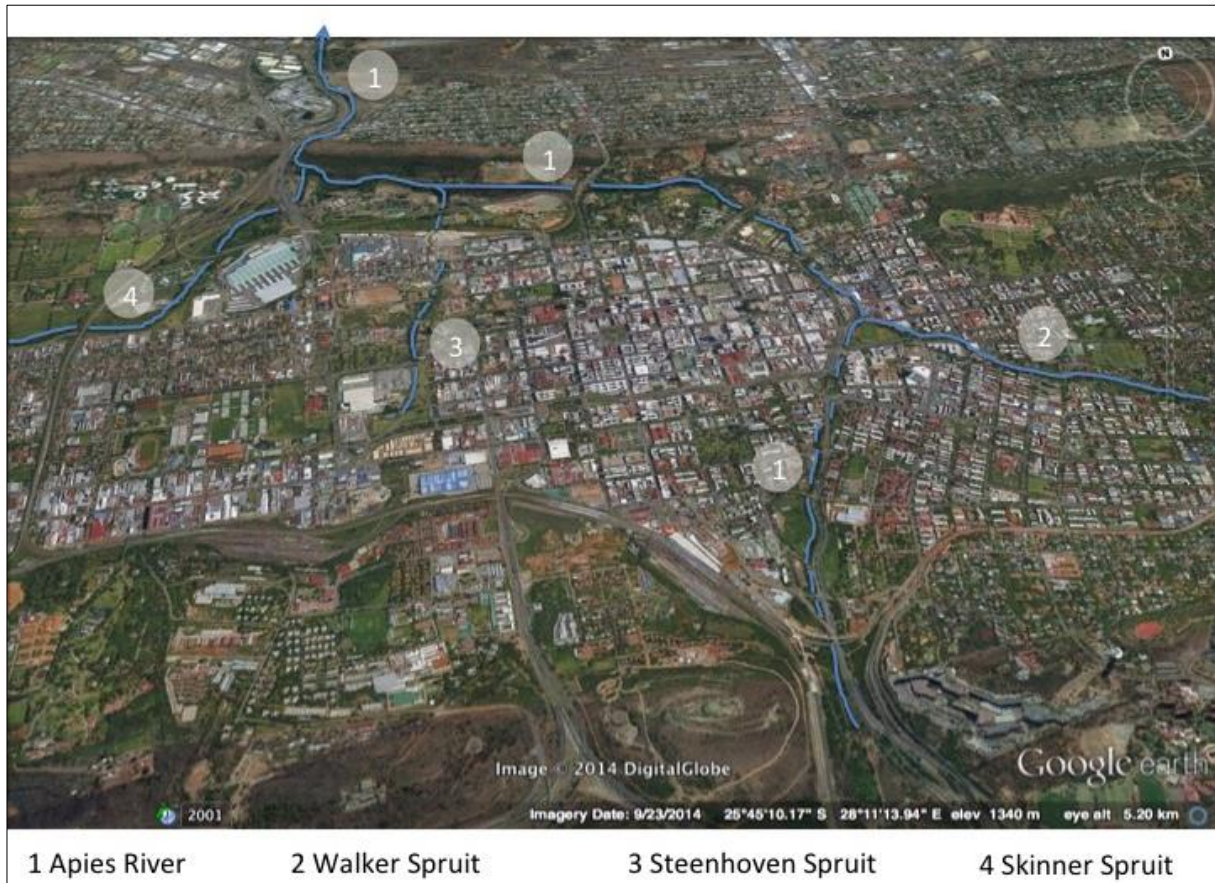 N
1
1
4
3
2
1
Image © 2014 DigitalGlobe
Google earth
2001
Imagery Date: 9/23/2014 25°45'10.17" S 28°11'13.94" E elev 1340 m eye alt 5.20 km
1 Apies River 2 Walker Spruit 3 Steenhoven Spruit 4 Skinner Spruit